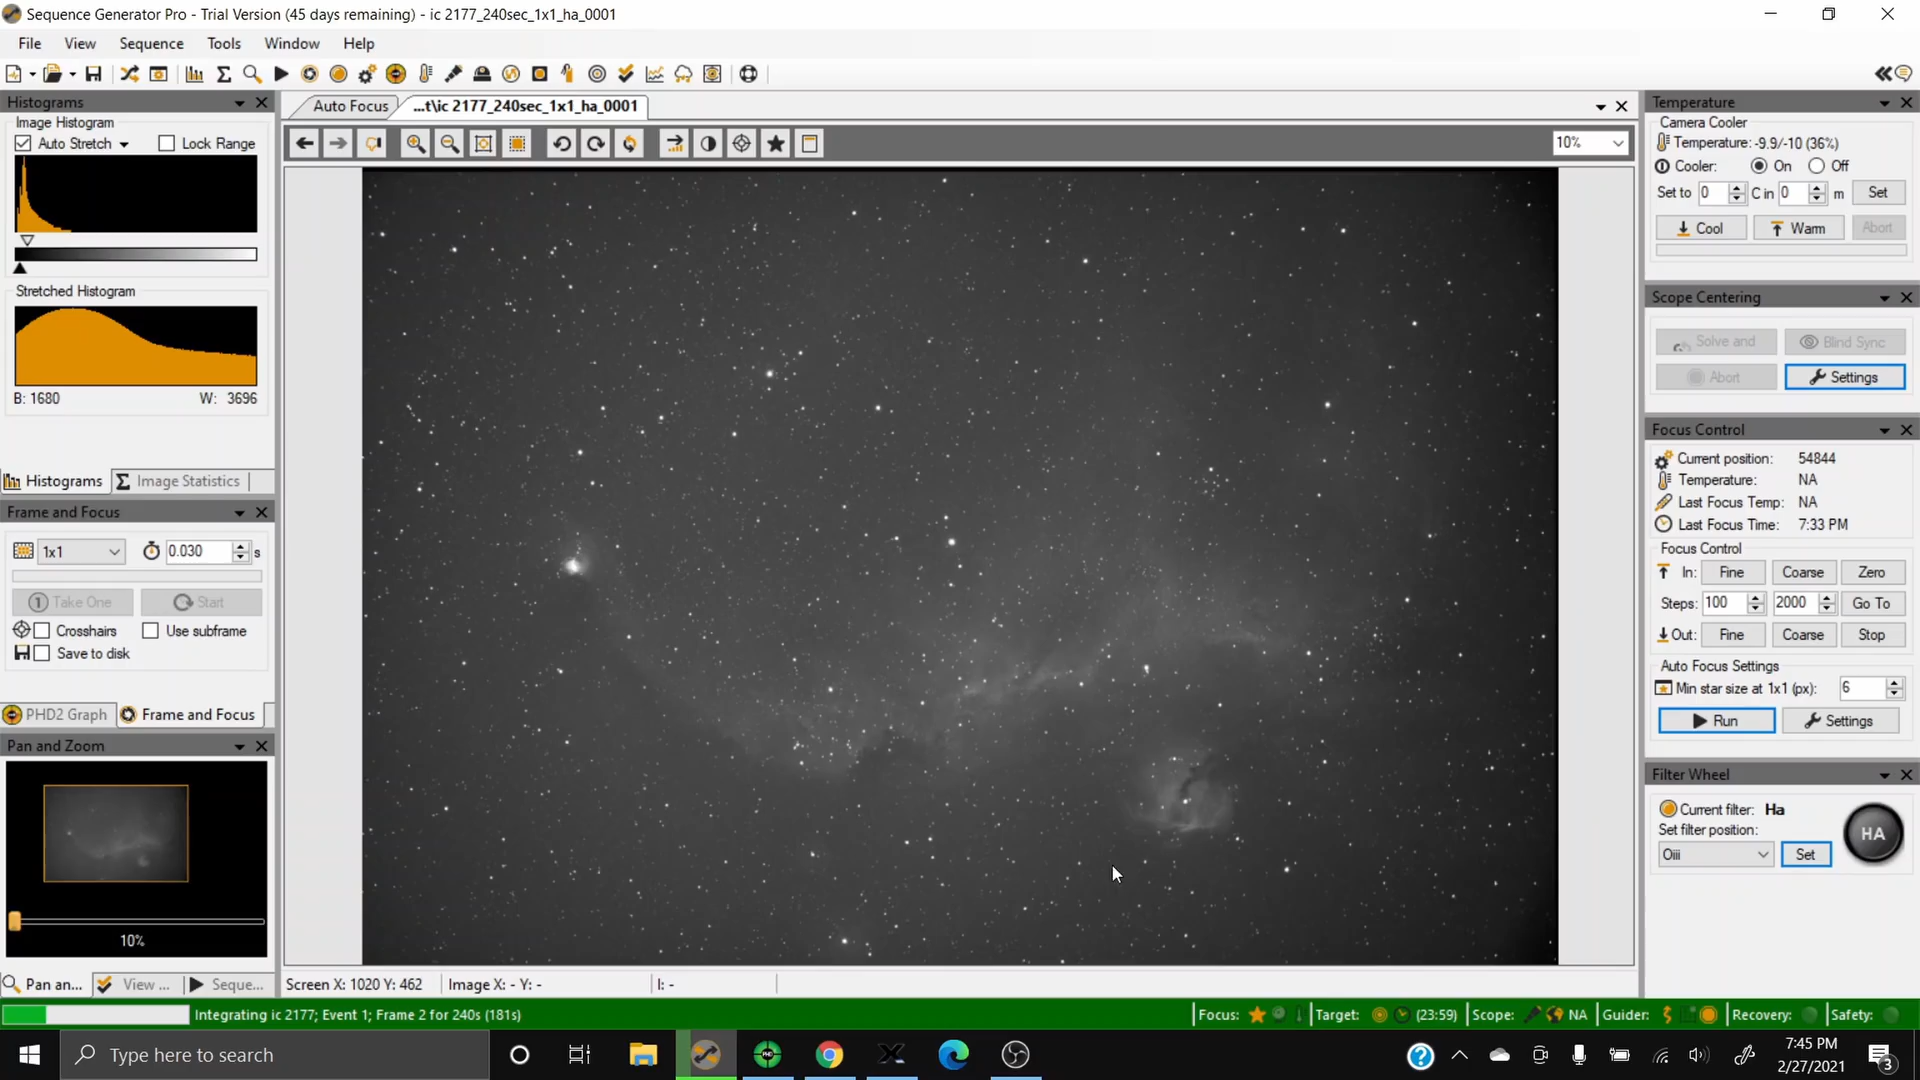 Sequence Generator Pro - Trial Version (45 days remaining) - ic 2177_240sec_1x1_ha_0001
File View Sequence Tools Window Help
Histograms
Image Histogram
Auto Stretch Lock Range
Stretched Histogram
B: 1680 W: 3696
Histograms Image Statistics
Frame and Focus
1x1 0.030 s
Take One Start
Crosshairs Use subframe
Save to disk
PHD2 Graph Frame and Focus
Pan and Zoom
10%
Pan an... View ... Seque...
Auto Focus ...t\ic 2177_240sec_1x1_ha_0001
10%
Screen X: 1020 Y: 462 Image X: - Y: - I: -
Temperature
Camera Cooler
Temperature: -9.9/-10 (36%)
Cooler: On Off
Set to 0 C in 0 m Set
Cool Warm Abort
Scope Centering
Solve and Blind Sync
Abort Settings
Focus Control
Current position: 54844
Temperature: NA
Last Focus Temp: NA
Last Focus Time: 7:33 PM
Focus Control
In: Fine Coarse Zero
Steps: 100 2000 Go To
Out: Fine Coarse Stop
Auto Focus Settings
Min star size at 1x1 (px): 6
Run Settings
Filter Wheel
Current filter: Ha
Set filter position:
Oiii Set HA
Integrating ic 2177; Event 1; Frame 2 for 240s (181s) Focus: Target: (23:59) Scope: NA Guider: Recovery: Safety:
Type here to search
7:45 PM
2/27/2021
3